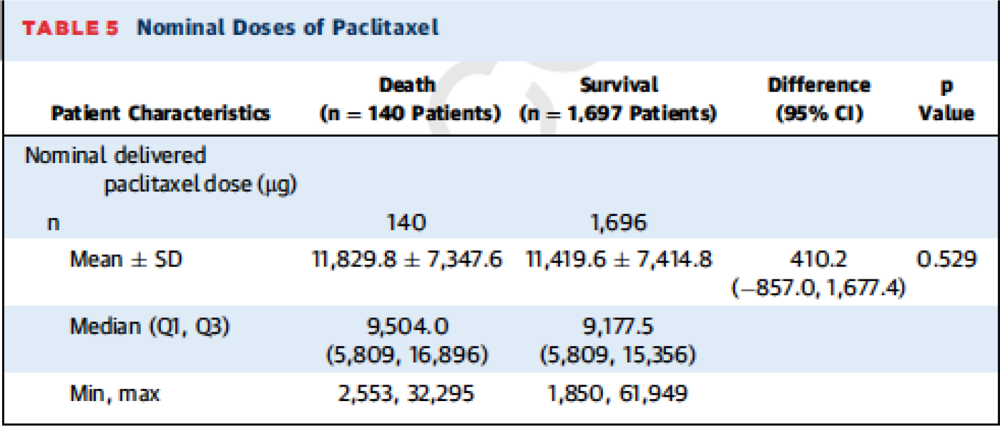 TABLE 5 Nominal Doses of Paclitaxel
Patient Characteristics Death (n = 140 Patients) Survival (n = 1,697 Patients) Difference (95% CI) p Value
Nominal delivered
paclitaxel dose (µg)
n 140 1,696
Mean ± SD 11,829.8 ± 7,347.6 11,419.6 ± 7,414.8 410.2 0.529
(−857.0, 1,677.4)
Median (Q1, Q3) 9,504.0 9,177.5
(5,809, 16,896) (5,809, 15,356)
Min, max 2,553, 32,295 1,850, 61,949